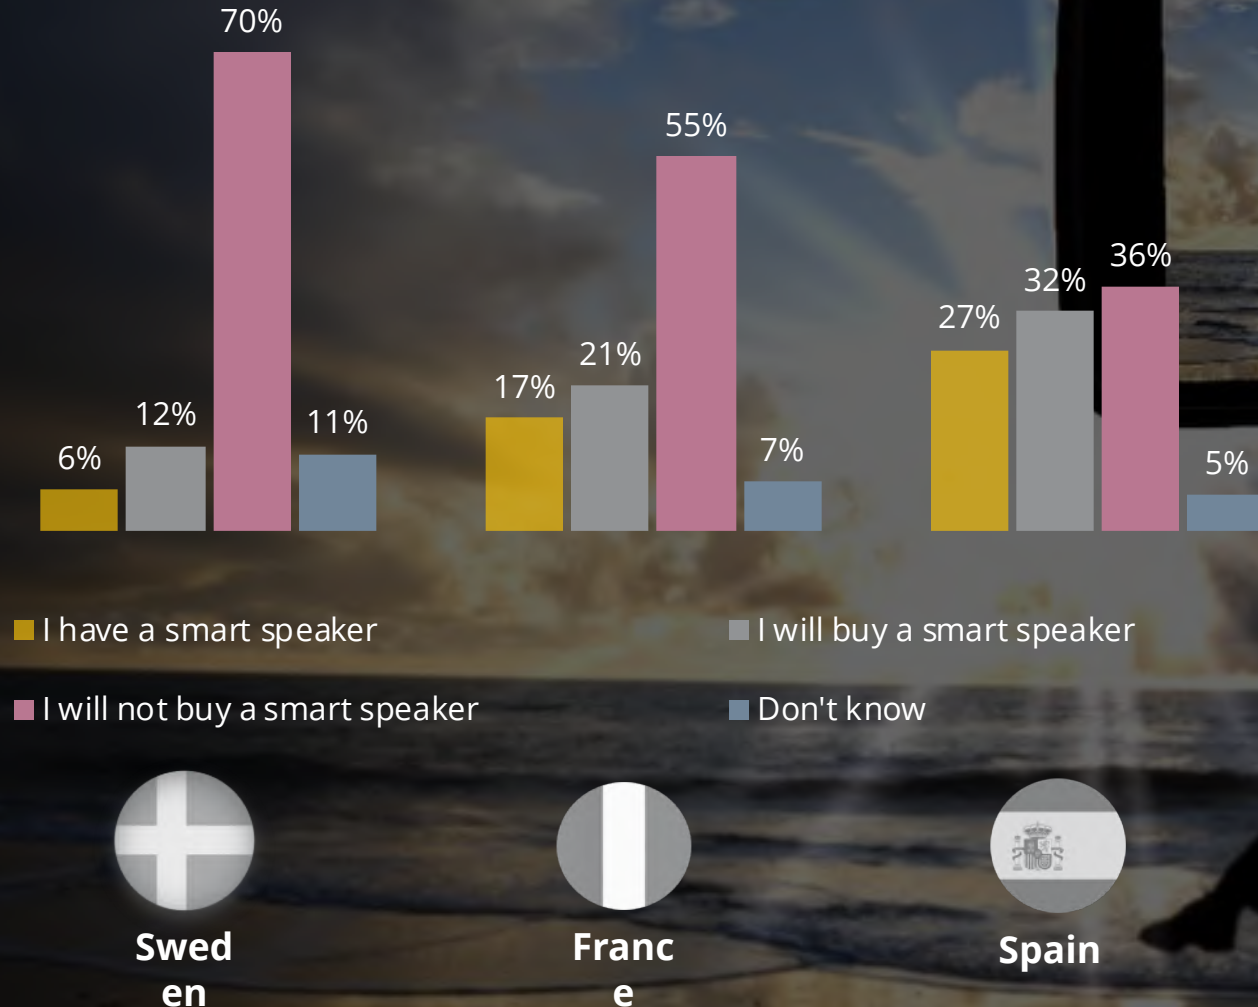 70%
55%
36%
32%
27%
21%
17%
12%
11%
7%
6%
5%
I have a smart speaker
I will buy a smart speaker
I will not buy a smart speaker
Don't know
Swed
en
Franc
e
Spain